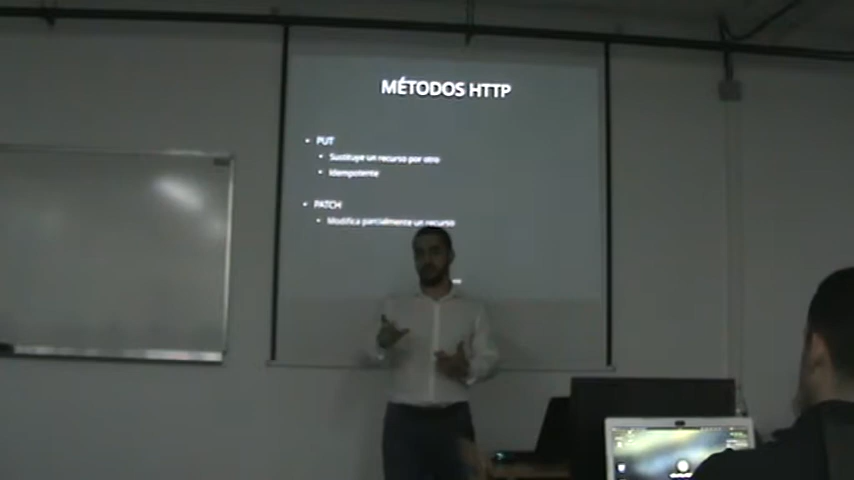 MÉTODOS HTTP
PUT
Sustituye un recurso por otro
Idempotente
PATCH
Modifica parcialmente un recurso